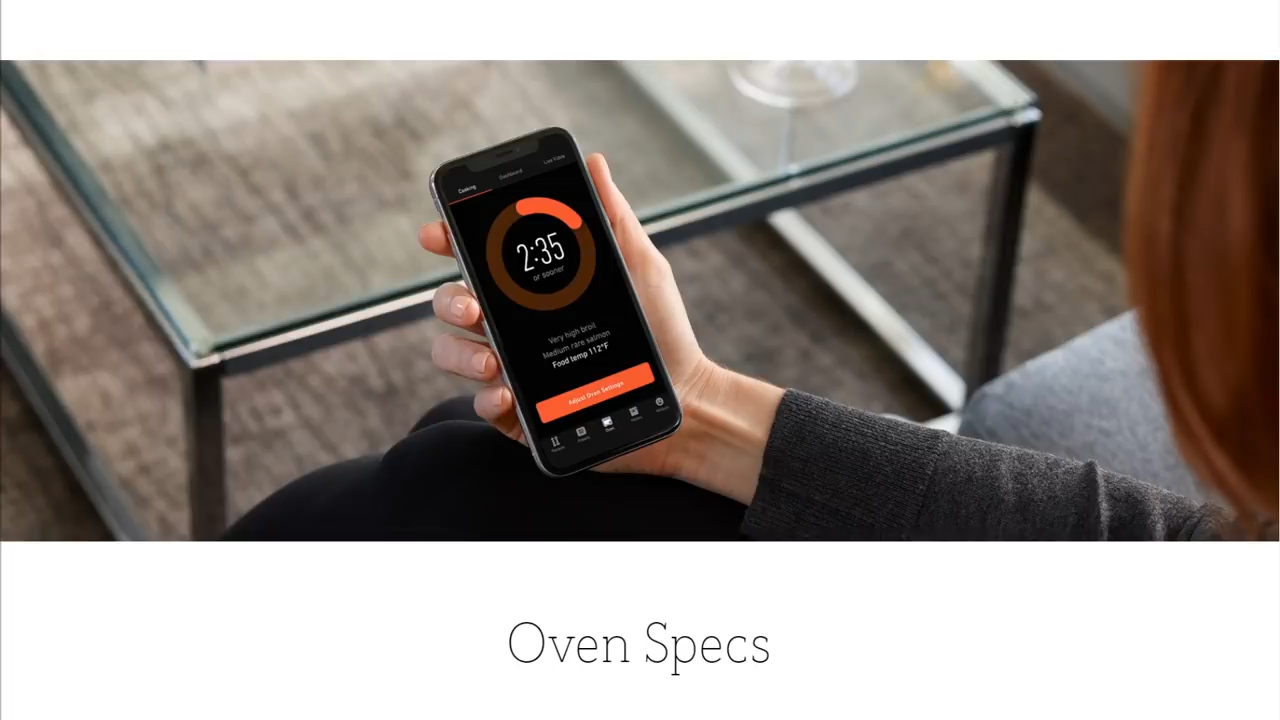 Cooking
Dashboard
Live View
2:35
or sooner
Very high broil
Medium rare salmon
Food temp 112°F
Adjust Oven Settings
Oven
Oven Specs